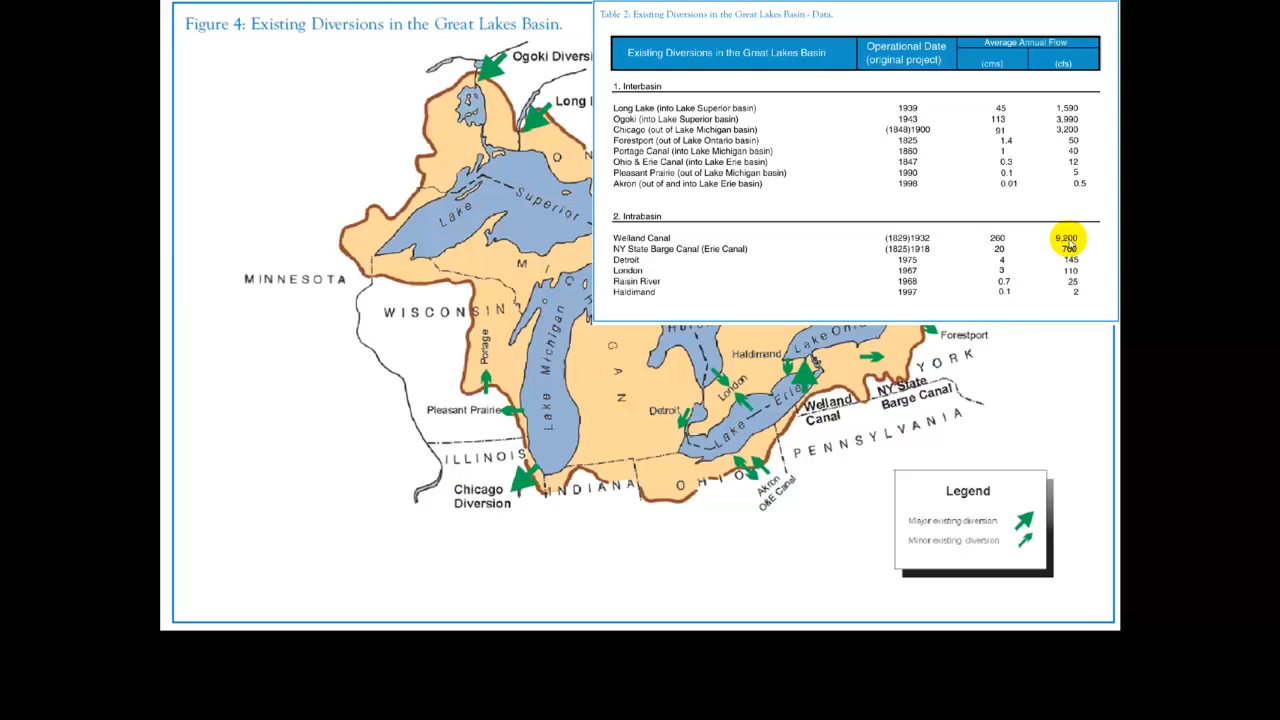 Figure 4: Existing Diversions in the Great Lakes Basin.
Table 2: Existing Diversions in the Great Lakes Basin - Data.
Existing Diversions in the Great Lakes Basin
Operational Date
(original project)
Average Annual Flow
(cms) (cfs)
1. Interbasin
Long Lake (into Lake Superior basin) 1939 45 1,590
Ogoki (into Lake Superior basin) 1943 113 3,990
Chicago (out of Lake Michigan basin) (1848)1900 91 3,200
Forestport (out of Lake Ontario basin) 1825 1.4 50
Portage Canal (into Lake Michigan basin) 1860 1 40
Ohio & Erie Canal (into Lake Erie basin) 1847 0.3 12
Pleasant Prairie (out of Lake Michigan basin) 1990 0.1 5
Akron (out of and into Lake Erie basin) 1998 0.01 0.5
2. Intrabasin
Welland Canal (1829)1932 260 9,200
NY State Barge Canal (Erie Canal) (1825)1918 20 700
Detroit 1975 4 145
London 1967 3 110
Raisin River 1968 0.7 25
Haldimand 1997 0.1 2
Ogoki Diversi
Long
O N
Lake Superior
MINNESOTA
M I C
WISCONSIN
G A N
Portage
Lake Michigan
Lake
Haldimand
Forestport
YORK
London
Lake Erie
Pleasant Prairie
Detroit
Welland
Canal
NY State
Barge Canal
PENNSYLVANIA
ILLINOIS
INDIANA
OHIO
Chicago
Diversion
Akron
O&E Canal
Legend
Major existing diversion
Minor existing diversion